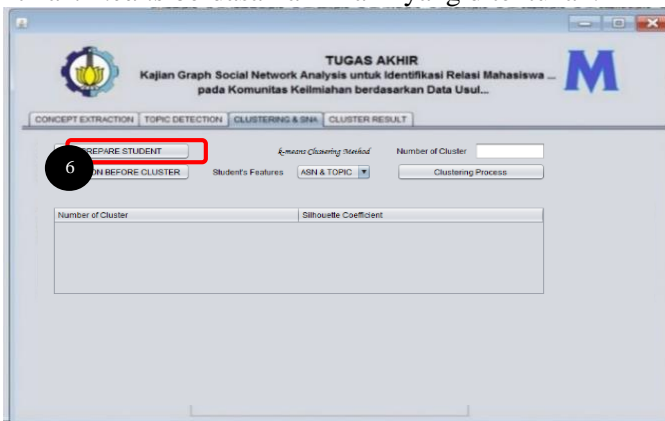 TUGAS AKHIR
Kajian Graph Social Network Analysis untuk Identifikasi Relasi Mahasiswa ...
pada Komunitas Keilmiahan berdasarkan Data Usul...
M
CONCEPT EXTRACTION TOPIC DETECTION CLUSTERING & SNA CLUSTER RESULT
PREPARE STUDENT k-means Clustering Method Number of Cluster
6
ON BEFORE CLUSTER Student's Features ASN & TOPIC Clustering Process
Number of Cluster Silhouette Coefficient